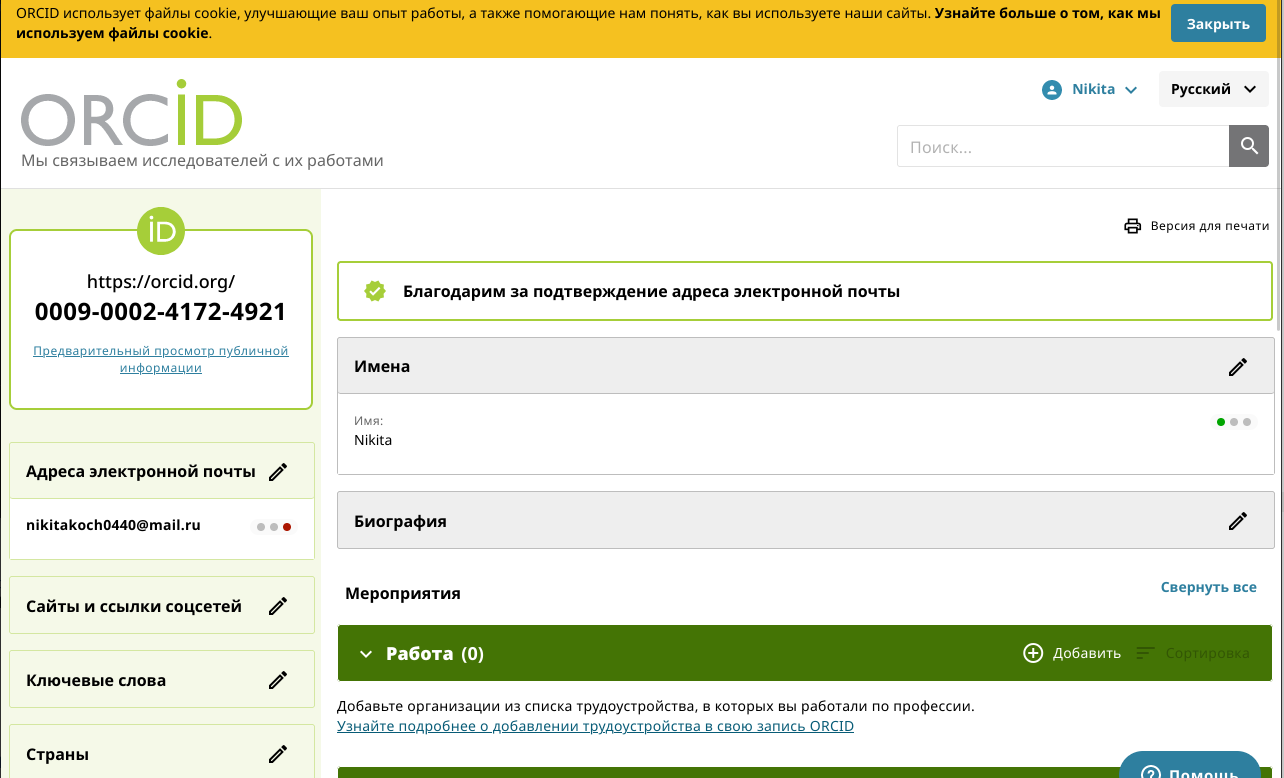 ORCID использует файлы cookie, улучшающие ваш опыт работы, а также помогающие нам понять, как вы используете наши сайты. Узнайте больше о том, как мы
используем файлы cookie.
Закрыть
ORCID
Мы связываем исследователей с их работами
Nikita
Русский
Поиск...
Версия для печати
iD
https://orcid.org/
0009-0002-4172-4921
Предварительный просмотр публичной
информации
Адреса электронной почты
nikitakoch0440@mail.ru
Сайты и ссылки соцсетей
Ключевые слова
Страны
Благодарим за подтверждение адреса электронной почты
Имена
Имя:
Nikita
Биография
Мероприятия
Свернуть все
Работа (0)
Добавить
Сортировка
Добавьте организации из списка трудоустройства, в которых вы работали по профессии.
Узнайте подробнее о добавлении трудоустройства в свою запись ORCID
Помощь